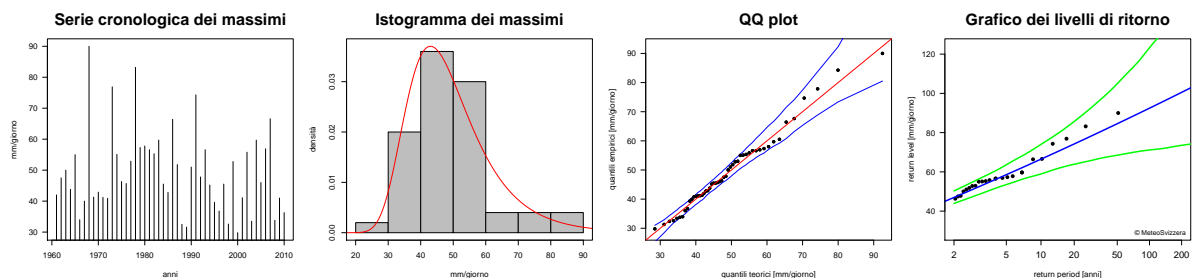 Serie cronologica dei massimi
mm/giorno
90
80
70
60
50
40
30
1960 1970 1980 1990 2000 2010
anni
Istogramma dei massimi
densità
0.03
0.02
0.01
0.00
20 30 40 50 60 70 80 90
mm/giorno
QQ plot
quantili empirici [mm/giorno]
90
80
70
60
50
40
30
30 40 50 60 70 80 90
quantili teorici [mm/giorno]
Grafico dei livelli di ritorno
return level [mm/giorno]
120
100
80
60
40
© MeteoSvizzera
2 5 10 20 50 100 200
return period [anni]